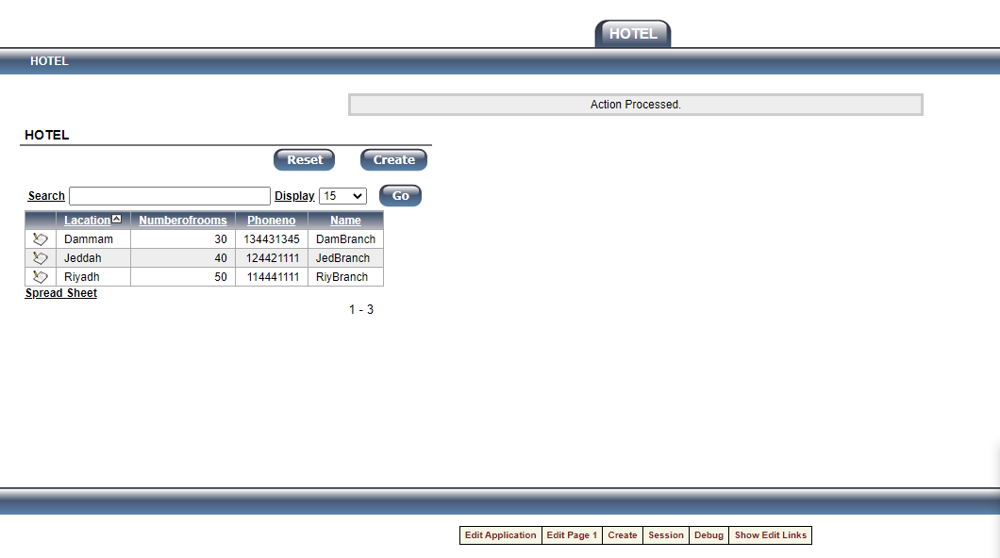 HOTEL
HOTEL
Action Processed.
HOTEL
Reset Create
Search Display 15 Go
Lacation Numberofrooms Phoneno Name
Dammam 30 134431345 DamBranch
Jeddah 40 124421111 JedBranch
Riyadh 50 114441111 RiyBranch
Spread Sheet
1 - 3
Edit Application Edit Page 1 Create Session Debug Show Edit Links